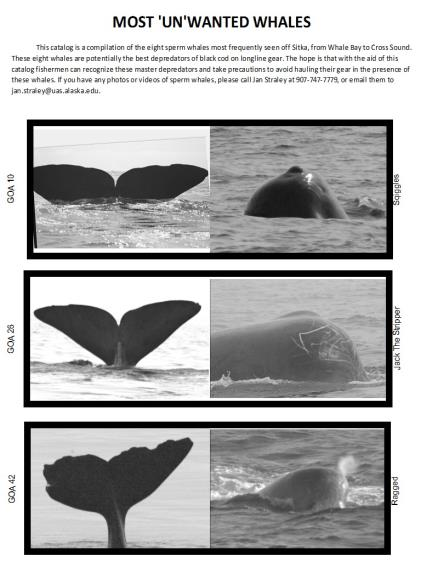 MOST 'UN'WANTED WHALES
This catalog is a compilation of the eight sperm whales most frequently seen off Sitka, from Whale Bay to Cross Sound.
These eight whales are potentially the best depredators of black cod on longline gear. The hope is that with the aid of this
catalog fishermen can recognize these master depredators and take precautions to avoid hauling their gear in the presence of
these whales. If you have any photos or videos of sperm whales, please call Jan Straley at 907-747-7779, or email them to
jan.straley@uas.alaska.edu.
GOA 10
Sqiggles
GOA 26
Jack The Stripper
GOA 42
Ragged